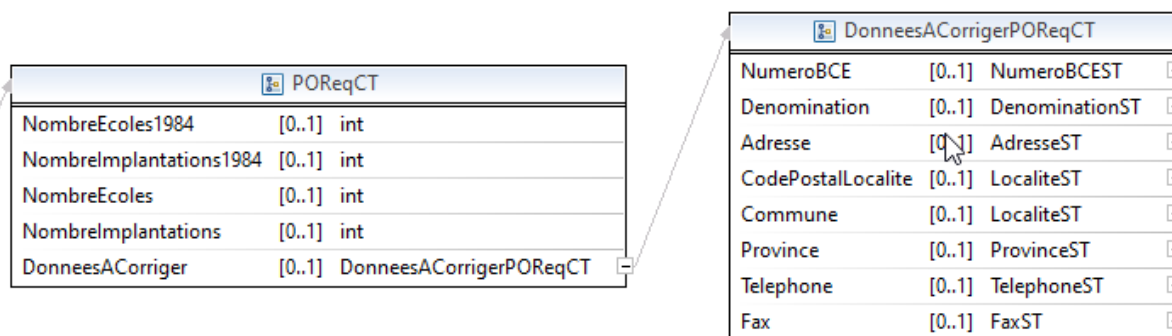 POReqCT
NombreEcoles1984 [0..1] int
NombreImplantations1984 [0..1] int
NombreEcoles [0..1] int
NombreImplantations [0..1] int
DonneesACorriger [0..1] DonneesACorrigerPOReqCT
DonneesACorrigerPOReqCT
NumeroBCE [0..1] NumeroBCEST
Denomination [0..1] DenominationST
Adresse [0..1] AdresseST
CodePostalLocalite [0..1] LocaliteST
Commune [0..1] LocaliteST
Province [0..1] ProvinceST
Telephone [0..1] TelephoneST
Fax [0..1] FaxST